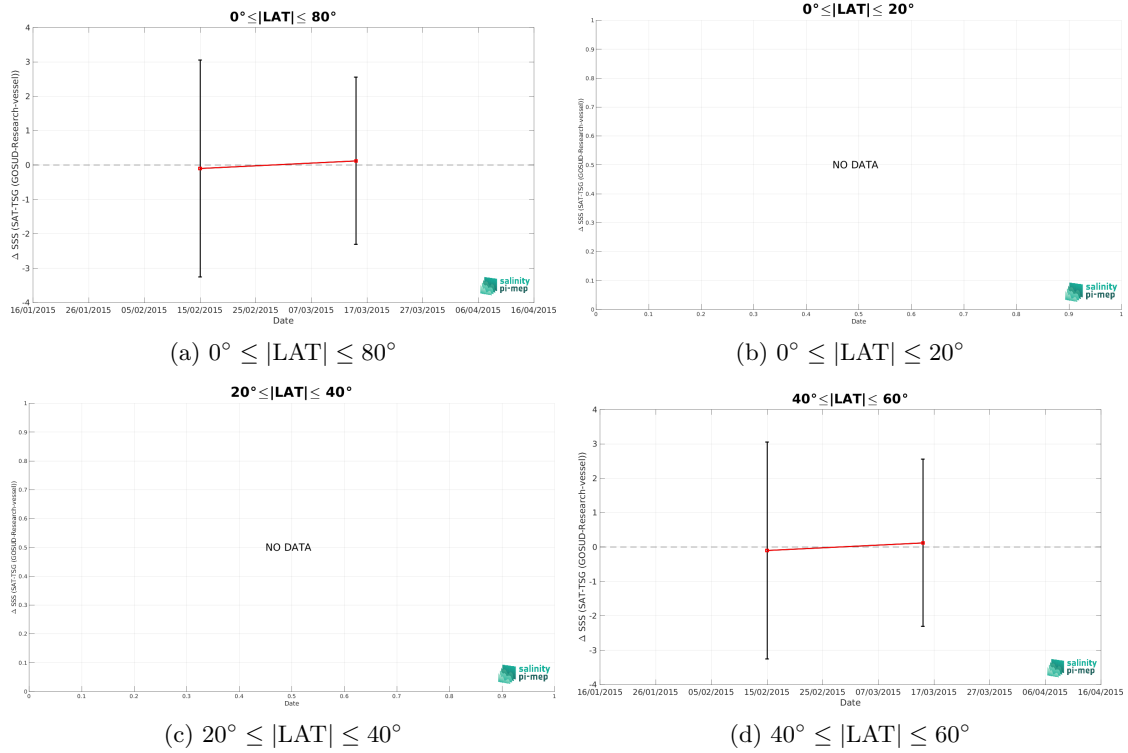 0°≤|LAT|≤ 80°
Δ SSS (SAT-TSG (GOSUD-Research-vessel))
4
3
2
1
0
-1
-2
-3
-4
16/01/2015 26/01/2015 05/02/2015 15/02/2015 25/02/2015 07/03/2015 17/03/2015 27/03/2015 06/04/2015 16/04/2015
Date
salinity
pi-mep
(a) 0° ≤ |LAT| ≤ 80°
0°≤|LAT|≤ 20°
Δ SSS (SAT-TSG (GOSUD-Research-vessel))
1
0.9
0.8
0.7
0.6
0.5
0.4
0.3
0.2
0.1
0
NO DATA
0 0.1 0.2 0.3 0.4 0.5 0.6 0.7 0.8 0.9 1
Date
salinity
pi-mep
(b) 0° ≤ |LAT| ≤ 20°
20°≤|LAT|≤ 40°
Δ SSS (SAT-TSG (GOSUD-Research-vessel))
1
0.9
0.8
0.7
0.6
0.5
0.4
0.3
0.2
0.1
0
NO DATA
0 0.1 0.2 0.3 0.4 0.5 0.6 0.7 0.8 0.9 1
Date
salinity
pi-mep
(c) 20° ≤ |LAT| ≤ 40°
40°≤|LAT|≤ 60°
Δ SSS (SAT-TSG (GOSUD-Research-vessel))
4
3
2
1
0
-1
-2
-3
-4
16/01/2015 26/01/2015 05/02/2015 15/02/2015 25/02/2015 07/03/2015 17/03/2015 27/03/2015 06/04/2015 16/04/2015
Date
salinity
pi-mep
(d) 40° ≤ |LAT| ≤ 60°